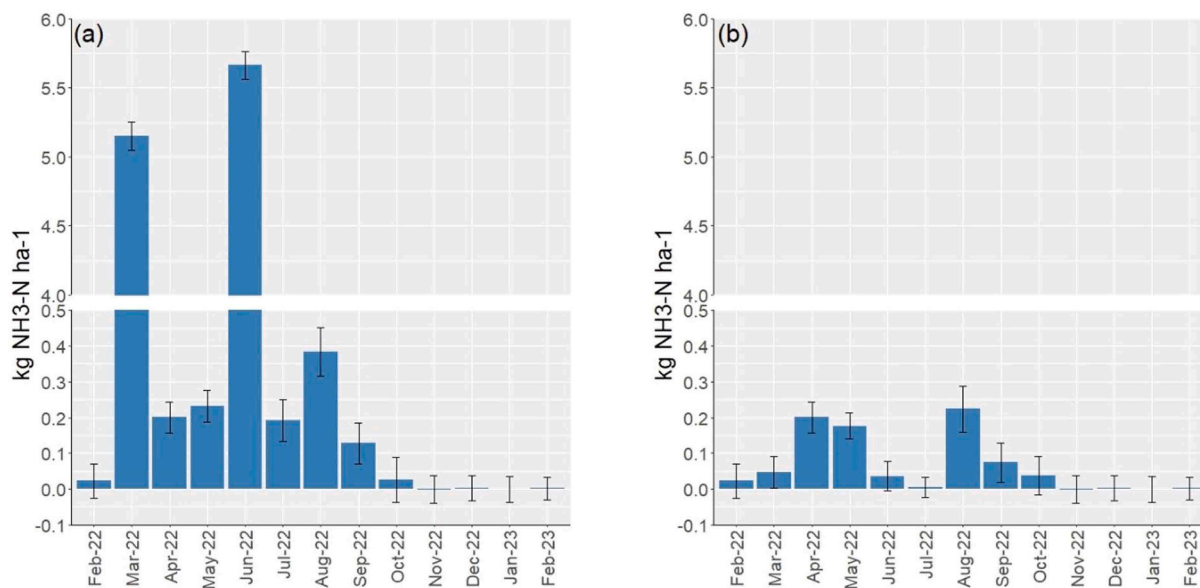 (a)
kg NH3-N ha-1
6.0
5.5
5.0
4.5
4.0
0.5
0.4
0.3
0.2
0.1
0.0
-0.1
Feb-22
Mar-22
Apr-22
May-22
Jun-22
Jul-22
Aug-22
Sep-22
Oct-22
Nov-22
Dec-22
Jan-23
Feb-23
(b)
kg NH3-N ha-1
6.0
5.5
5.0
4.5
4.0
0.5
0.4
0.3
0.2
0.1
0.0
-0.1
Feb-22
Mar-22
Apr-22
May-22
Jun-22
Jul-22
Aug-22
Sep-22
Oct-22
Nov-22
Dec-22
Jan-23
Feb-23